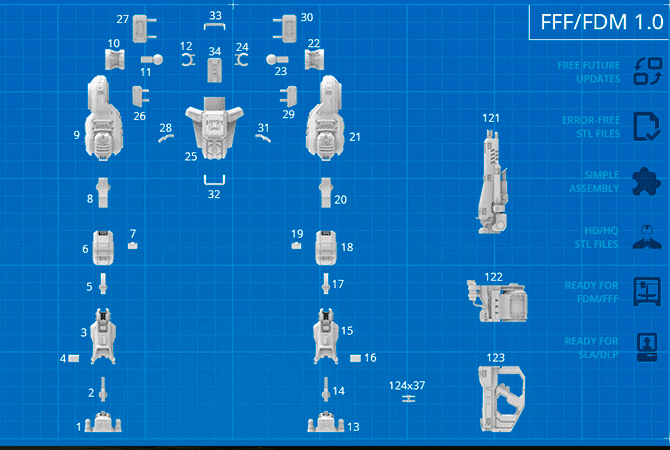 FFF/FDM 1.0
27
33
30
10
12
34
24
22
11
23
26
29
9
28
31
21
25
32
8
20
6
7
19
18
5
17
3
15
4
16
2
14
1
13
124x37
121
122
123
FREE FUTURE
UPDATES
ERROR-FREE
STL FILES
SIMPLE
ASSEMBLY
HD/HQ
STL FILES
READY FOR
FDM/FFF
READY FOR
SLA/DLP